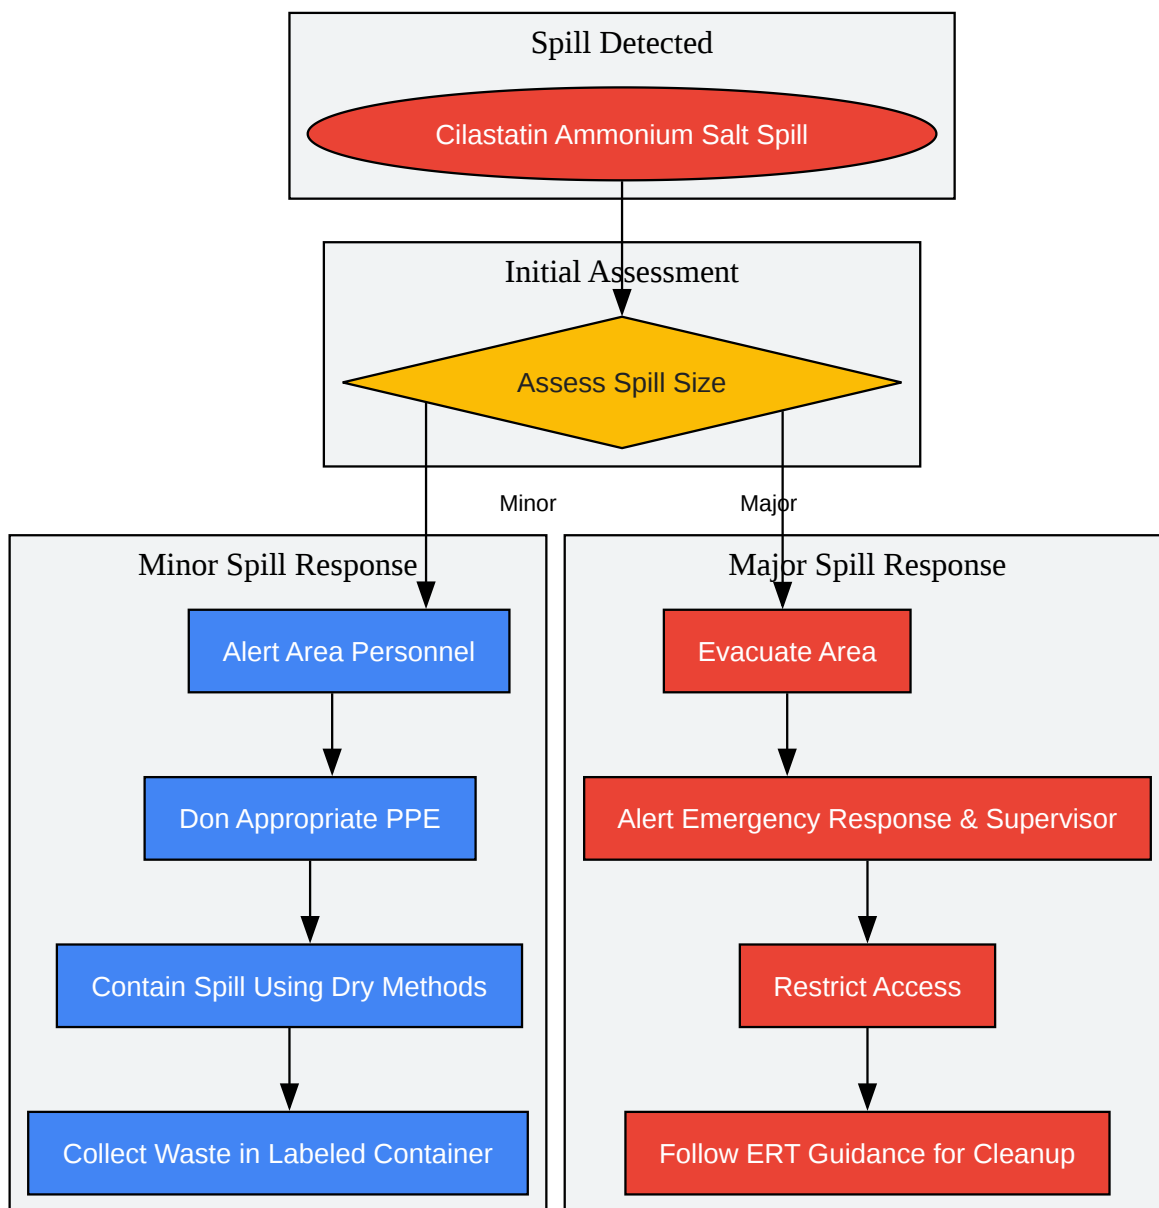 Spill Detected
Cilastatin Ammonium Salt Spill
Initial Assessment
Assess Spill Size
Minor
Major
Minor Spill Response
Alert Area Personnel
Don Appropriate PPE
Contain Spill Using Dry Methods
Collect Waste in Labeled Container
Major Spill Response
Evacuate Area
Alert Emergency Response & Supervisor
Restrict Access
Follow ERT Guidance for Cleanup